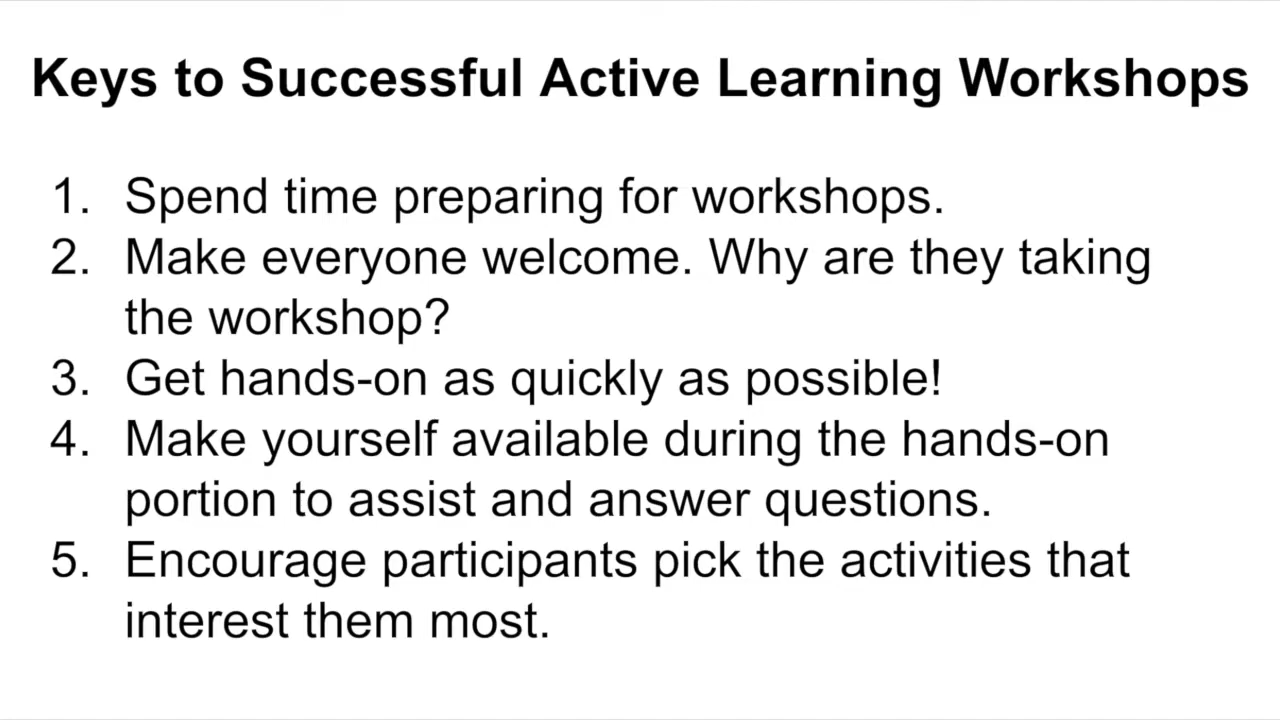 Keys to Successful Active Learning Workshops
1. Spend time preparing for workshops.
2. Make everyone welcome. Why are they taking
the workshop?
3. Get hands-on as quickly as possible!
4. Make yourself available during the hands-on
portion to assist and answer questions.
5. Encourage participants pick the activities that
interest them most.